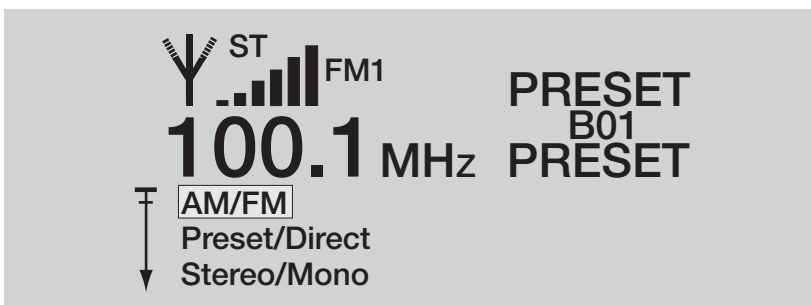 ST
FM1
PRESET
B01
100.1 MHz PRESET
AM/FM
Preset/Direct
Stereo/Mono